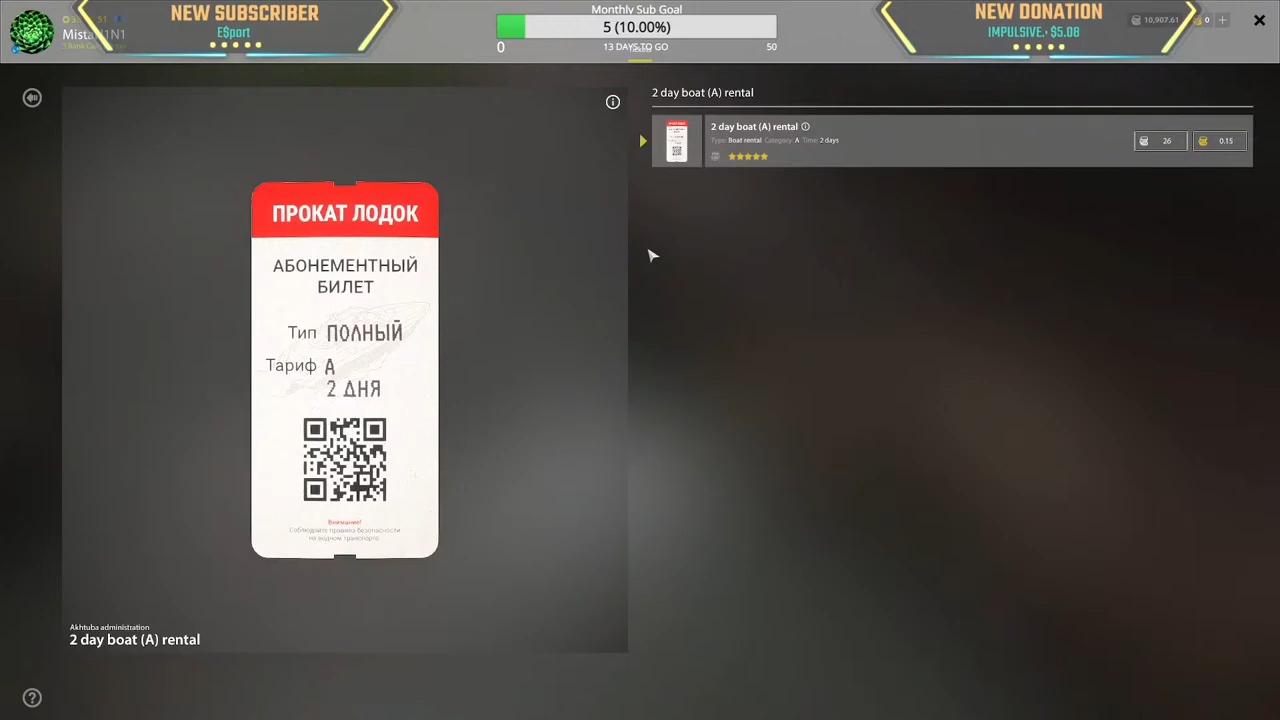 NEW SUBSCRIBER
E$port
Monthly Sub Goal
5 (10.00%)
0
13 DAYS TO GO
50
NEW DONATION
IMPULSIVE.: $5.08
10,907.61
0
2 day boat (A) rental
2 day boat (A) rental
Type: Boat rental Category: A Time: 2 days
26
0.15
ПРОКАТ ЛОДОК
АБОНЕМЕНТНЫЙ
БИЛЕТ
Тип ПОЛНЫЙ
Тариф А
2 ДНЯ
Внимание!
Соблюдайте правила безопасности
на водном транспорте.
Akhtuba administration
2 day boat (A) rental